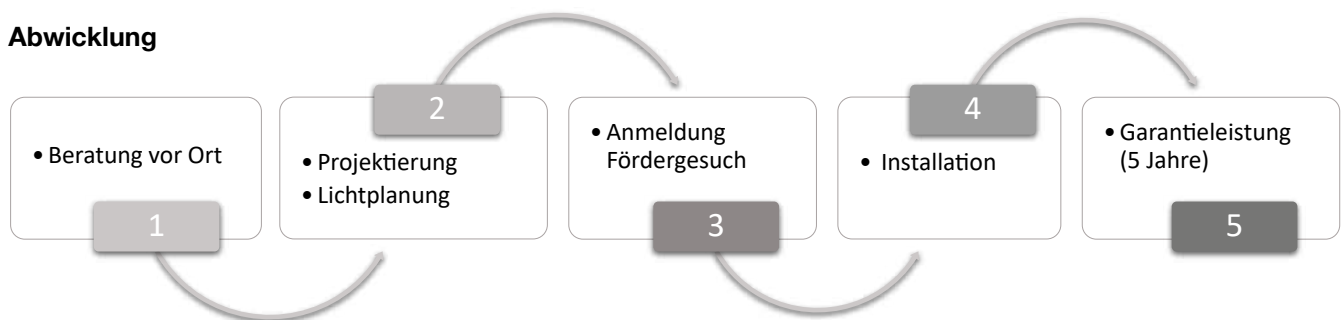 Abwicklung
• Beratung vor Ort
1
2
• Projektierung
• Lichtplanung
• Anmeldung
Fördergesuch
3
4
• Installation
• Garantieleistung
(5 Jahre)
5